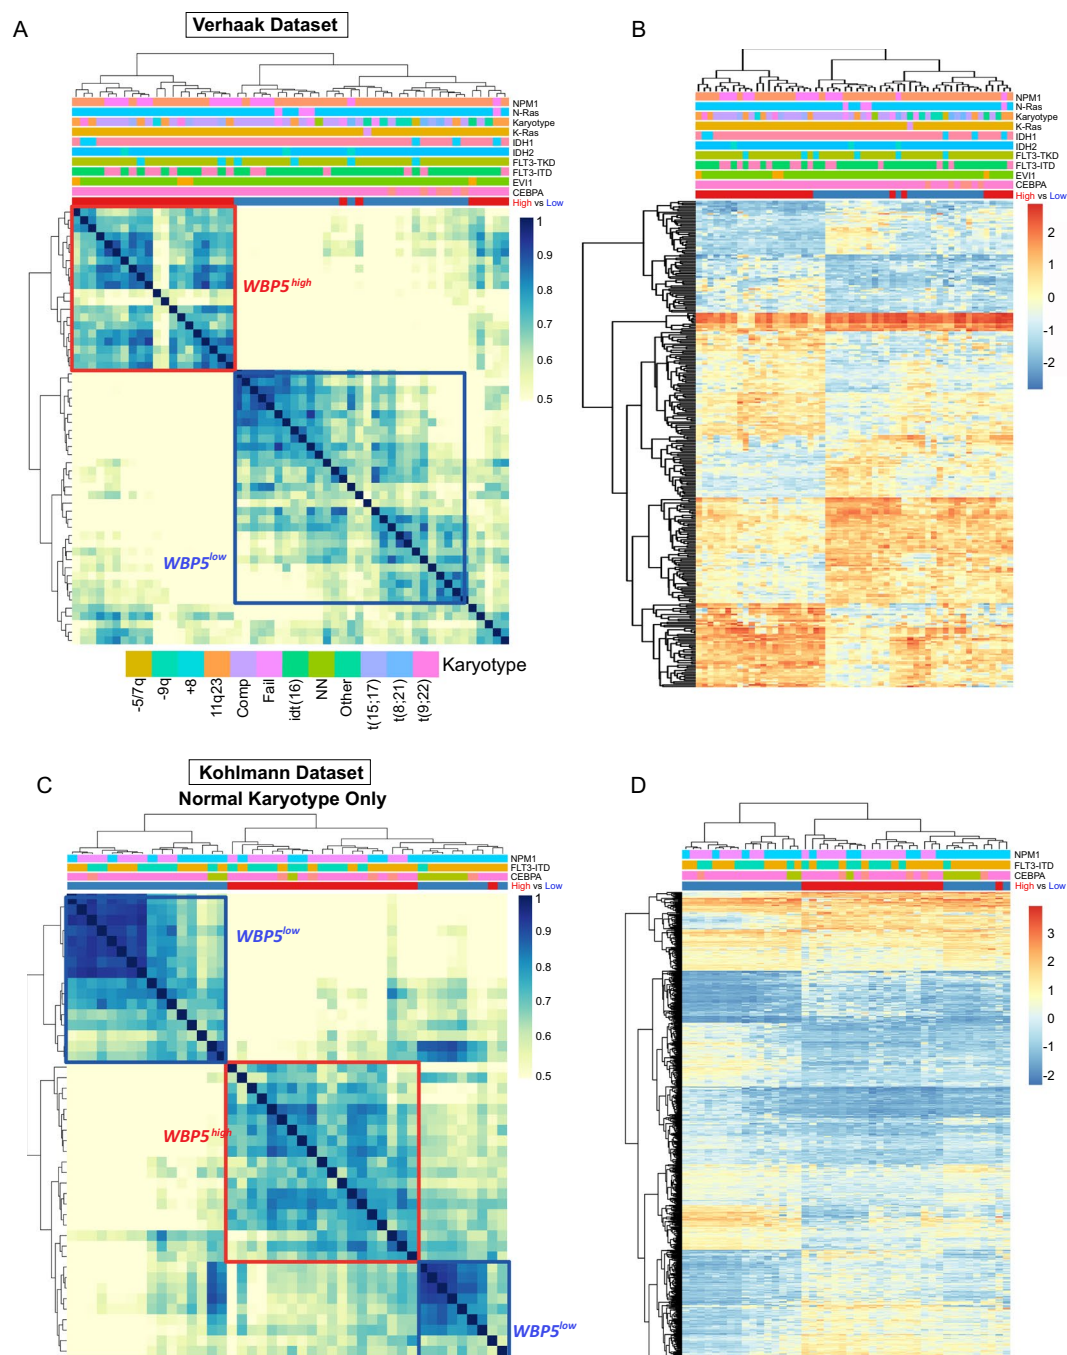 A
Verhaak Dataset
NPM1
N-Ras
Karyotype
K-Ras
IDH1
IDH2
FLT3-TKD
FLT3-ITD
EVI1
CEBPA
High vs Low
1
0.9
0.8
0.7
0.6
0.5
WBP5high
WBP5low
Karyotype
-5/7q
-9q
+8
11q23
Comp
Fail
idt(16)
NN
Other
t(15;17)
t(8:21)
t(9;22)
B
NPM1
N-Ras
Karyotype
K-Ras
IDH1
IDH2
FLT3-TKD
FLT3-ITD
EVI1
CEBPA
High vs Low
2
1
0
-1
-2
C
Kohlmann Dataset
Normal Karyotype Only
NPM1
FLT3-ITD
CEBPA
High vs Low
1
0.9
0.8
0.7
0.6
0.5
WBP5low
WBP5high
WBP5low
D
NPM1
FLT3-ITD
CEBPA
High vs Low
3
2
1
0
-1
-2